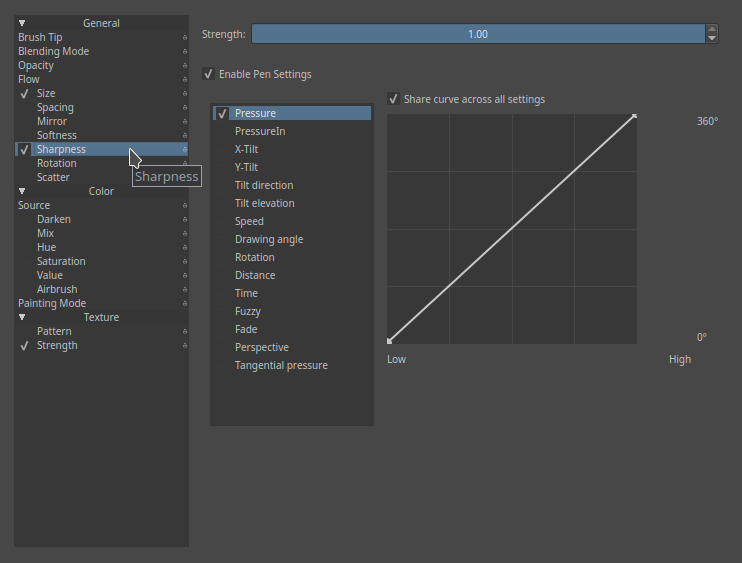 General
Brush Tip
Blending Mode
Opacity
Flow
Size
Spacing
Mirror
Softness
Sharpness
Rotation
Scatter
Sharpness
Color
Source
Darken
Mix
Hue
Saturation
Value
Airbrush
Painting Mode
Texture
Pattern
Strength
Strength:
1.00
Enable Pen Settings
Pressure
PressureIn
X-Tilt
Y-Tilt
Tilt direction
Tilt elevation
Speed
Drawing angle
Rotation
Distance
Time
Fuzzy
Fade
Perspective
Tangential pressure
Share curve across all settings
360°
0°
Low High